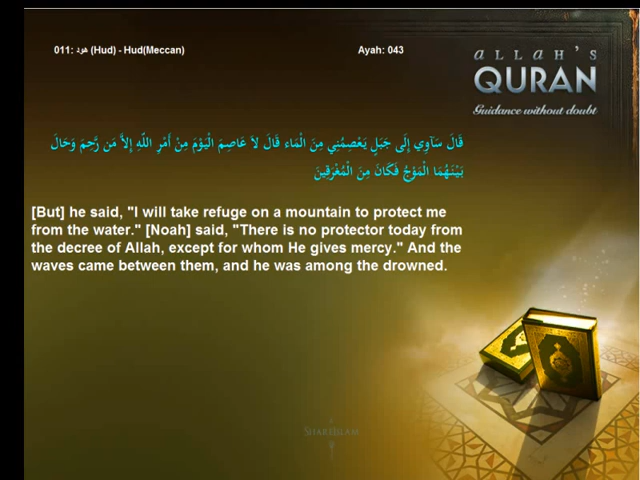 011: هود (Hud) - Hud(Meccan)
Ayah: 043
ALLAH'S
QURAN
Guidance without doubt
قَالَ سَآوِي إِلَى جَبَلٍ يَعْصِمُنِي مِنَ الْمَاء قَالَ لاَ عَاصِمَ الْيَوْمَ مِنْ أَمْرِ اللّهِ إِلاَّ مَن رَّحِمَ وَحَالَ
بَيْنَهُمَا الْمَوْجُ فَكَانَ مِنَ الْمُغْرَقِينَ
[But] he said, "I will take refuge on a mountain to protect me
from the water." [Noah] said, "There is no protector today from
the decree of Allah, except for whom He gives mercy." And the
waves came between them, and he was among the drowned.
SHAREISLAM